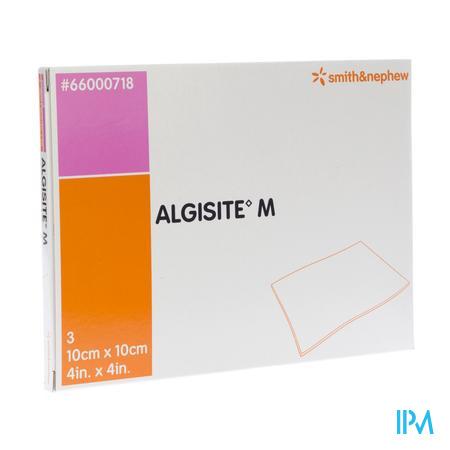 #66000718
smith&nephew
ALGISITE◊ M
ALGISITE M
3
10cm x 10cm
4in. x 4in.
IPM